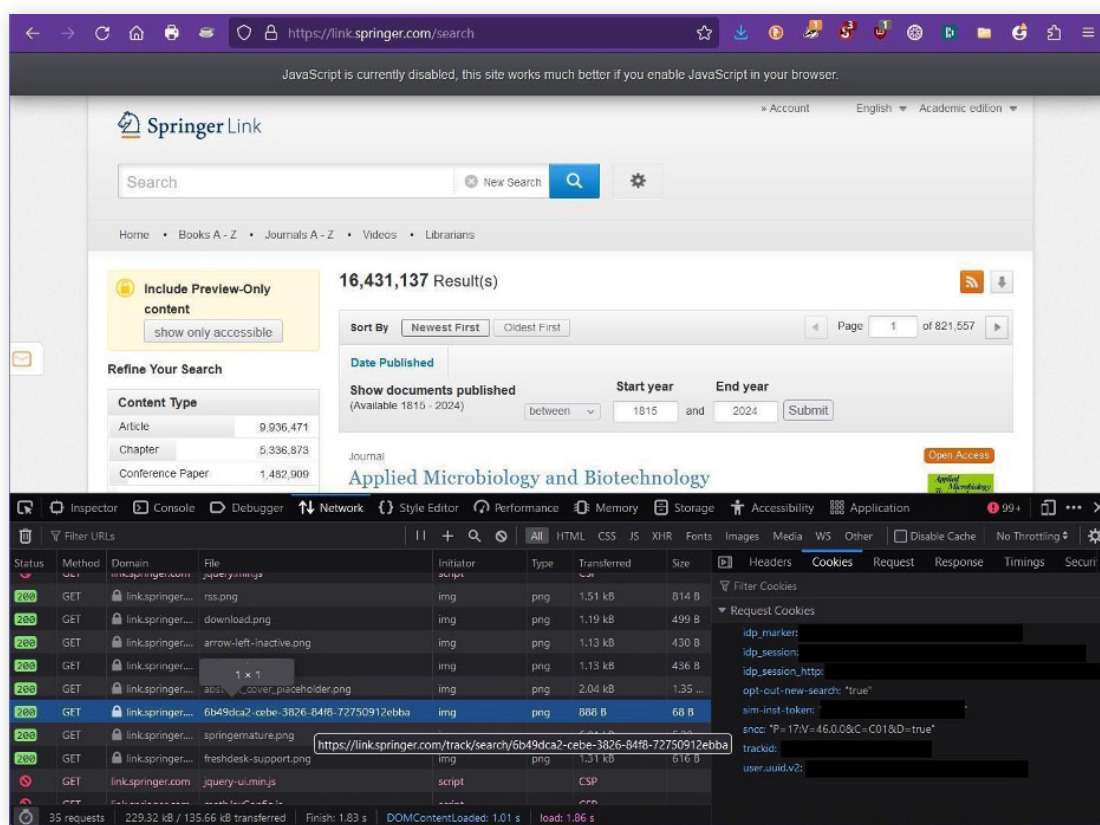 https://link.springer.com/search
1
3
1
JavaScript is currently disabled, this site works much better if you enable JavaScript in your browser.
» Account English Academic edition
Springer Link
Search New Search
Home • Books A - Z • Journals A - Z • Videos • Librarians
Include Preview-Only content
show only accessible
16,431,137 Result(s)
Sort By Newest First Oldest First Page 1 of 821,557
Refine Your Search
Date Published
Show documents published Start year End year
(Available 1815 - 2024) between 1815 and 2024 Submit
Content Type
Article 9,936,471
Chapter 5,336,873
Conference Paper 1,482,909
Journal Open Access
Applied Microbiology and Biotechnology
Inspector Console Debugger Network Style Editor Performance Memory Storage Accessibility Application 99+
Filter URLs All HTML CSS JS XHR Fonts Images Media WS Other Disable Cache No Throttling
Status Method Domain File Initiator Type Transferred Size
GET link.springer.com jquery.min.js script CSP
200 GET link.springer.... rss.png img png 1.51 kB 814 B
200 GET link.springer.... download.png img png 1.19 kB 499 B
200 GET link.springer.... arrow-left-inactive.png img png 1.13 kB 430 B
200 GET link.springer.... img png 1.13 kB 436 B
1 × 1
200 GET link.springer.... img png 2.04 kB 1.35 ...
200 GET link.springer.... 6b49dca2-cebe-3826-84f8-72750912ebba img png 888 B 68 B
200 GET link.springer.... springernature.png
https://link.springer.com/track/search/6b49dca2-cebe-3826-84f8-72750912ebba
200 GET link.springer.... freshdesk-support.png img png 1.31 kB 616 B
GET link.springer.com jquery-ui.min.js script CSP
35 requests 229.32 kB / 135.66 kB transferred Finish: 1.83 s DOMContentLoaded: 1.01 s load: 1.86 s
Headers Cookies Request Response Timings Securi
Filter Cookies
Request Cookies
idp_marker:
idp_session:
idp_session_http:
opt-out-new-search: "true"
sim-inst-token: "
sncc: "P=17:V=46.0.0&C=C01&D=true"
trackid:
user.uuid.v2: